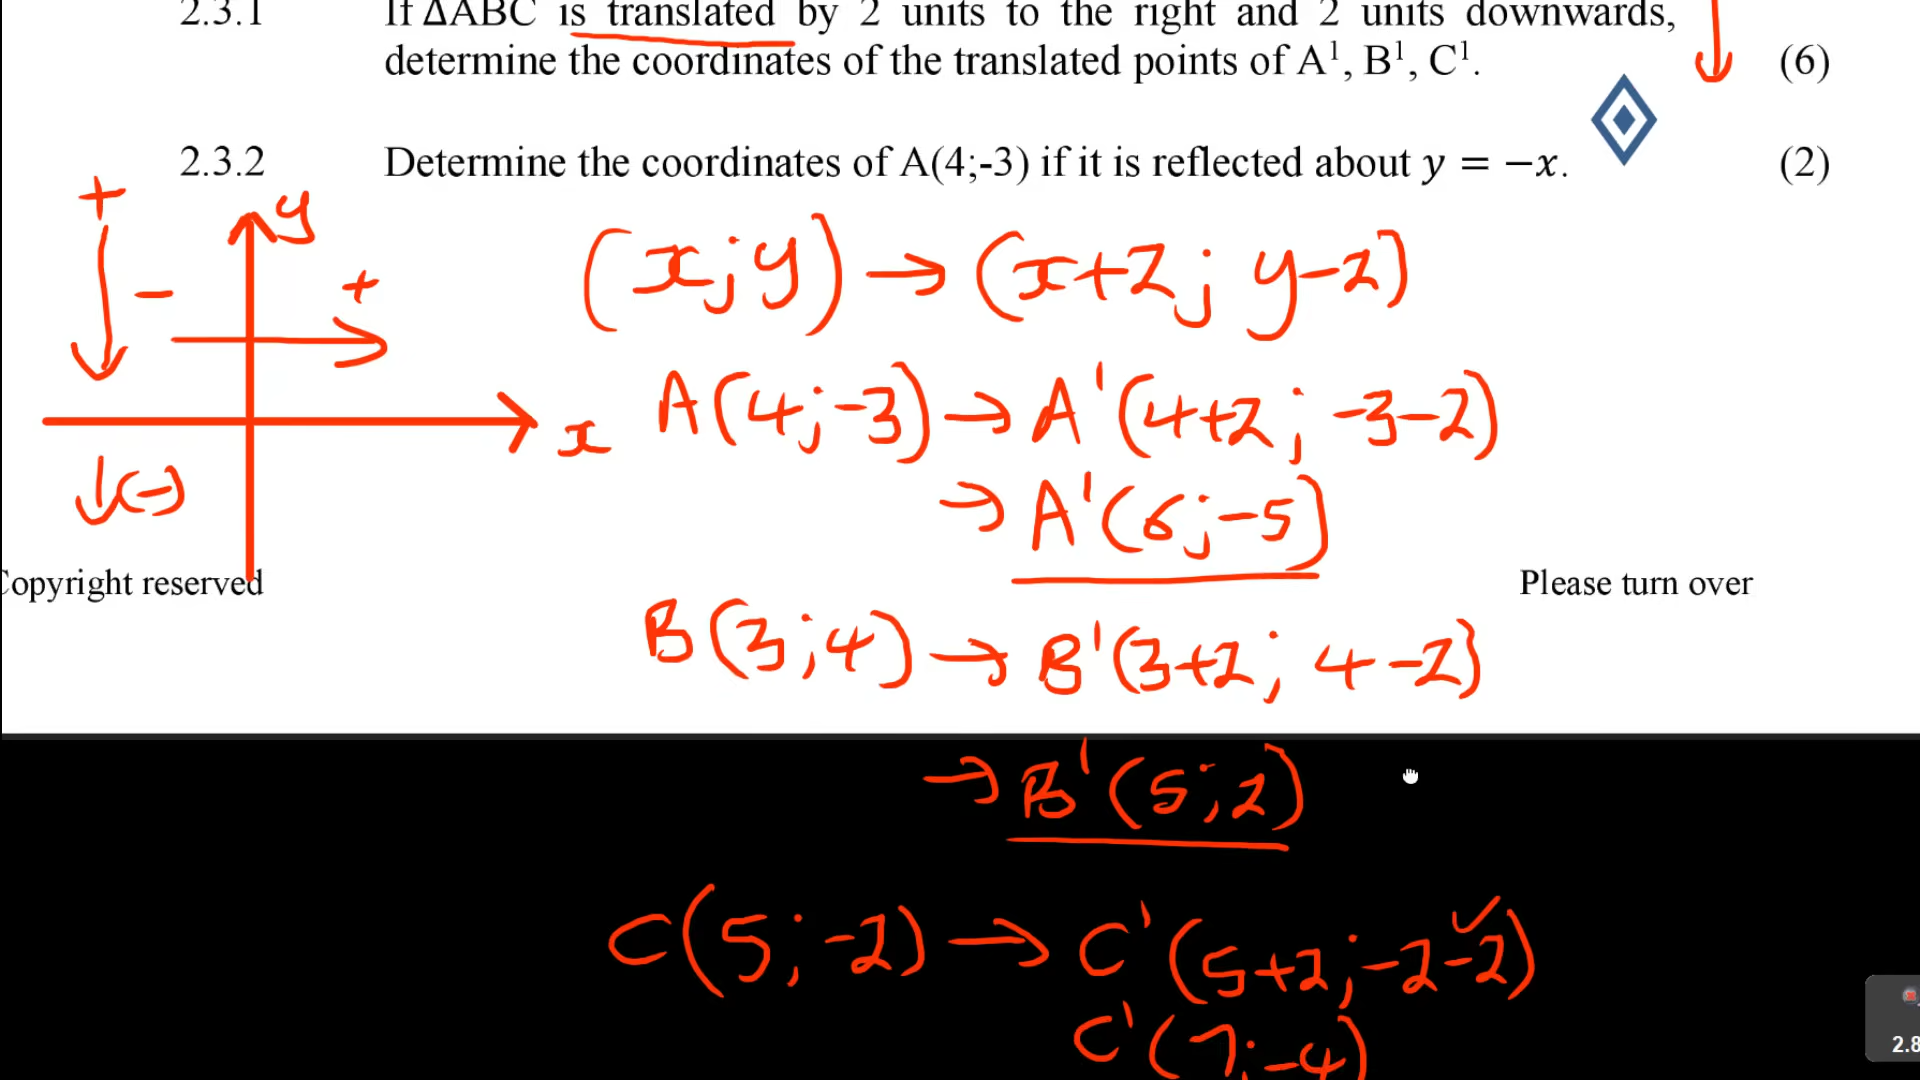 2.3.1 If ΔABC is translated by 2 units to the right and 2 units downwards,
determine the coordinates of the translated points of A¹, B¹, C¹. (6)
2.3.2 Determine the coordinates of A(4;-3) if it is reflected about y = −x. (2)
+ y
(x;y) → (x+2; y-2)
- +
A(4;-3) → A'(4+2; -3-2)
x
(-) → A'(6;-5)
Copyright reserved Please turn over
B(3;4) → B'(3+2; 4-2)
→ B'(5;2)
C(5;-2) → C'(5+2;-2-2)
C'(7;-4)
2.8